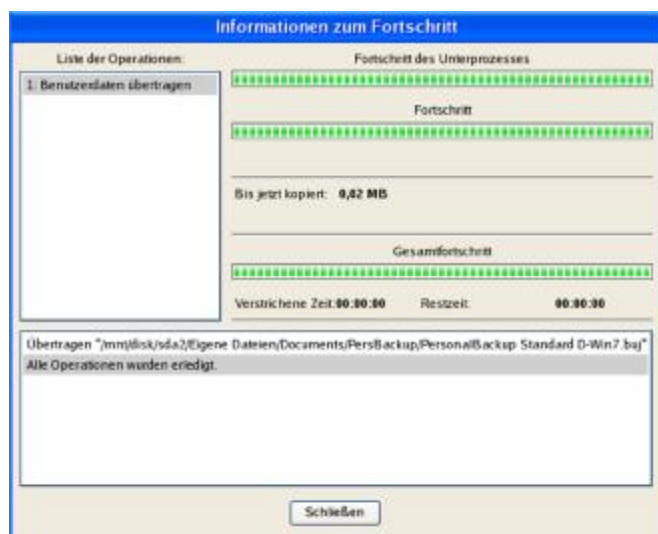 Informationen zum Fortschritt
Liste der Operationen:
1: Benutzerdaten übertragen
Fortschritt des Unterprozesses
Fortschritt
Bis jetzt kopiert: 0,02 MB
Gesamtfortschritt
Verstrichene Zeit:00:00:00 Restzeit: 00:00:00
Übertragen "/mnt/disk/sda2/Eigene Dateien/Documents/PersBackup/PersonalBackup Standard D-Win7.buj"
Alle Operationen wurden erledigt.
Schließen